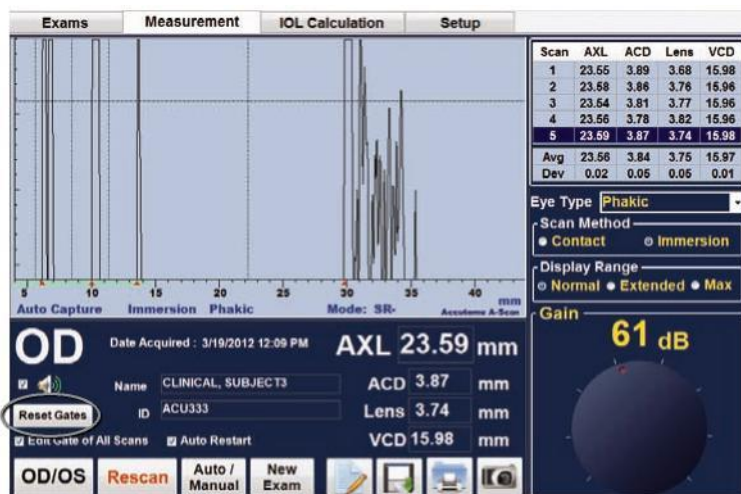 Exams Measurement IOL Calculation Setup
Scan AXL ACD Lens VCD
1 23.55 3.89 3.68 15.98
2 23.58 3.86 3.76 15.96
3 23.54 3.81 3.77 15.96
4 23.56 3.78 3.82 15.96
5 23.59 3.87 3.74 15.98
Avg 23.56 3.84 3.75 15.97
Dev 0.02 0.05 0.05 0.01
Eye Type Phakic
Scan Method
Contact Immersion
Display Range
Normal Extended Max
5 10 15 20 25 30 35 40 mm
Auto Capture Immersion Phakic Mode: SR- Accutome A-Scan
Gain
61 dB
OD Date Acquired : 3/19/2012 12:09 PM AXL 23.59 mm
Name CLINICAL, SUBJECT3 ACD 3.87 mm
Reset Gates ID ACU333 Lens 3.74 mm
Edit Gate of All Scans Auto Restart VCD 15.98 mm
OD/OS Rescan Auto / Manual New Exam